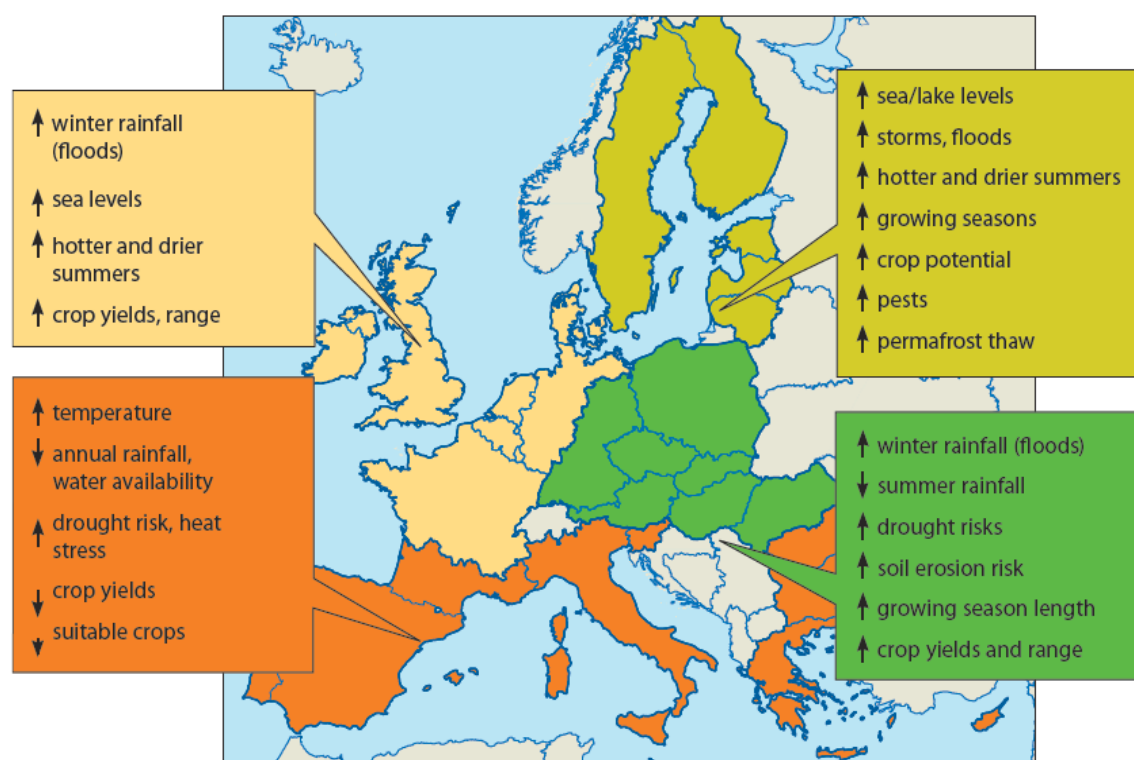 ↑ winter rainfall
(floods)
↑ sea levels
↑ hotter and drier
summers
↑ crop yields, range
↑ temperature
↓ annual rainfall,
water availability
↑ drought risk, heat
stress
↓ crop yields
↓ suitable crops
↑ sea/lake levels
↑ storms, floods
↑ hotter and drier summers
↑ growing seasons
↑ crop potential
↑ pests
↑ permafrost thaw
↑ winter rainfall (floods)
↓ summer rainfall
↑ drought risks
↑ soil erosion risk
↑ growing season length
↑ crop yields and range